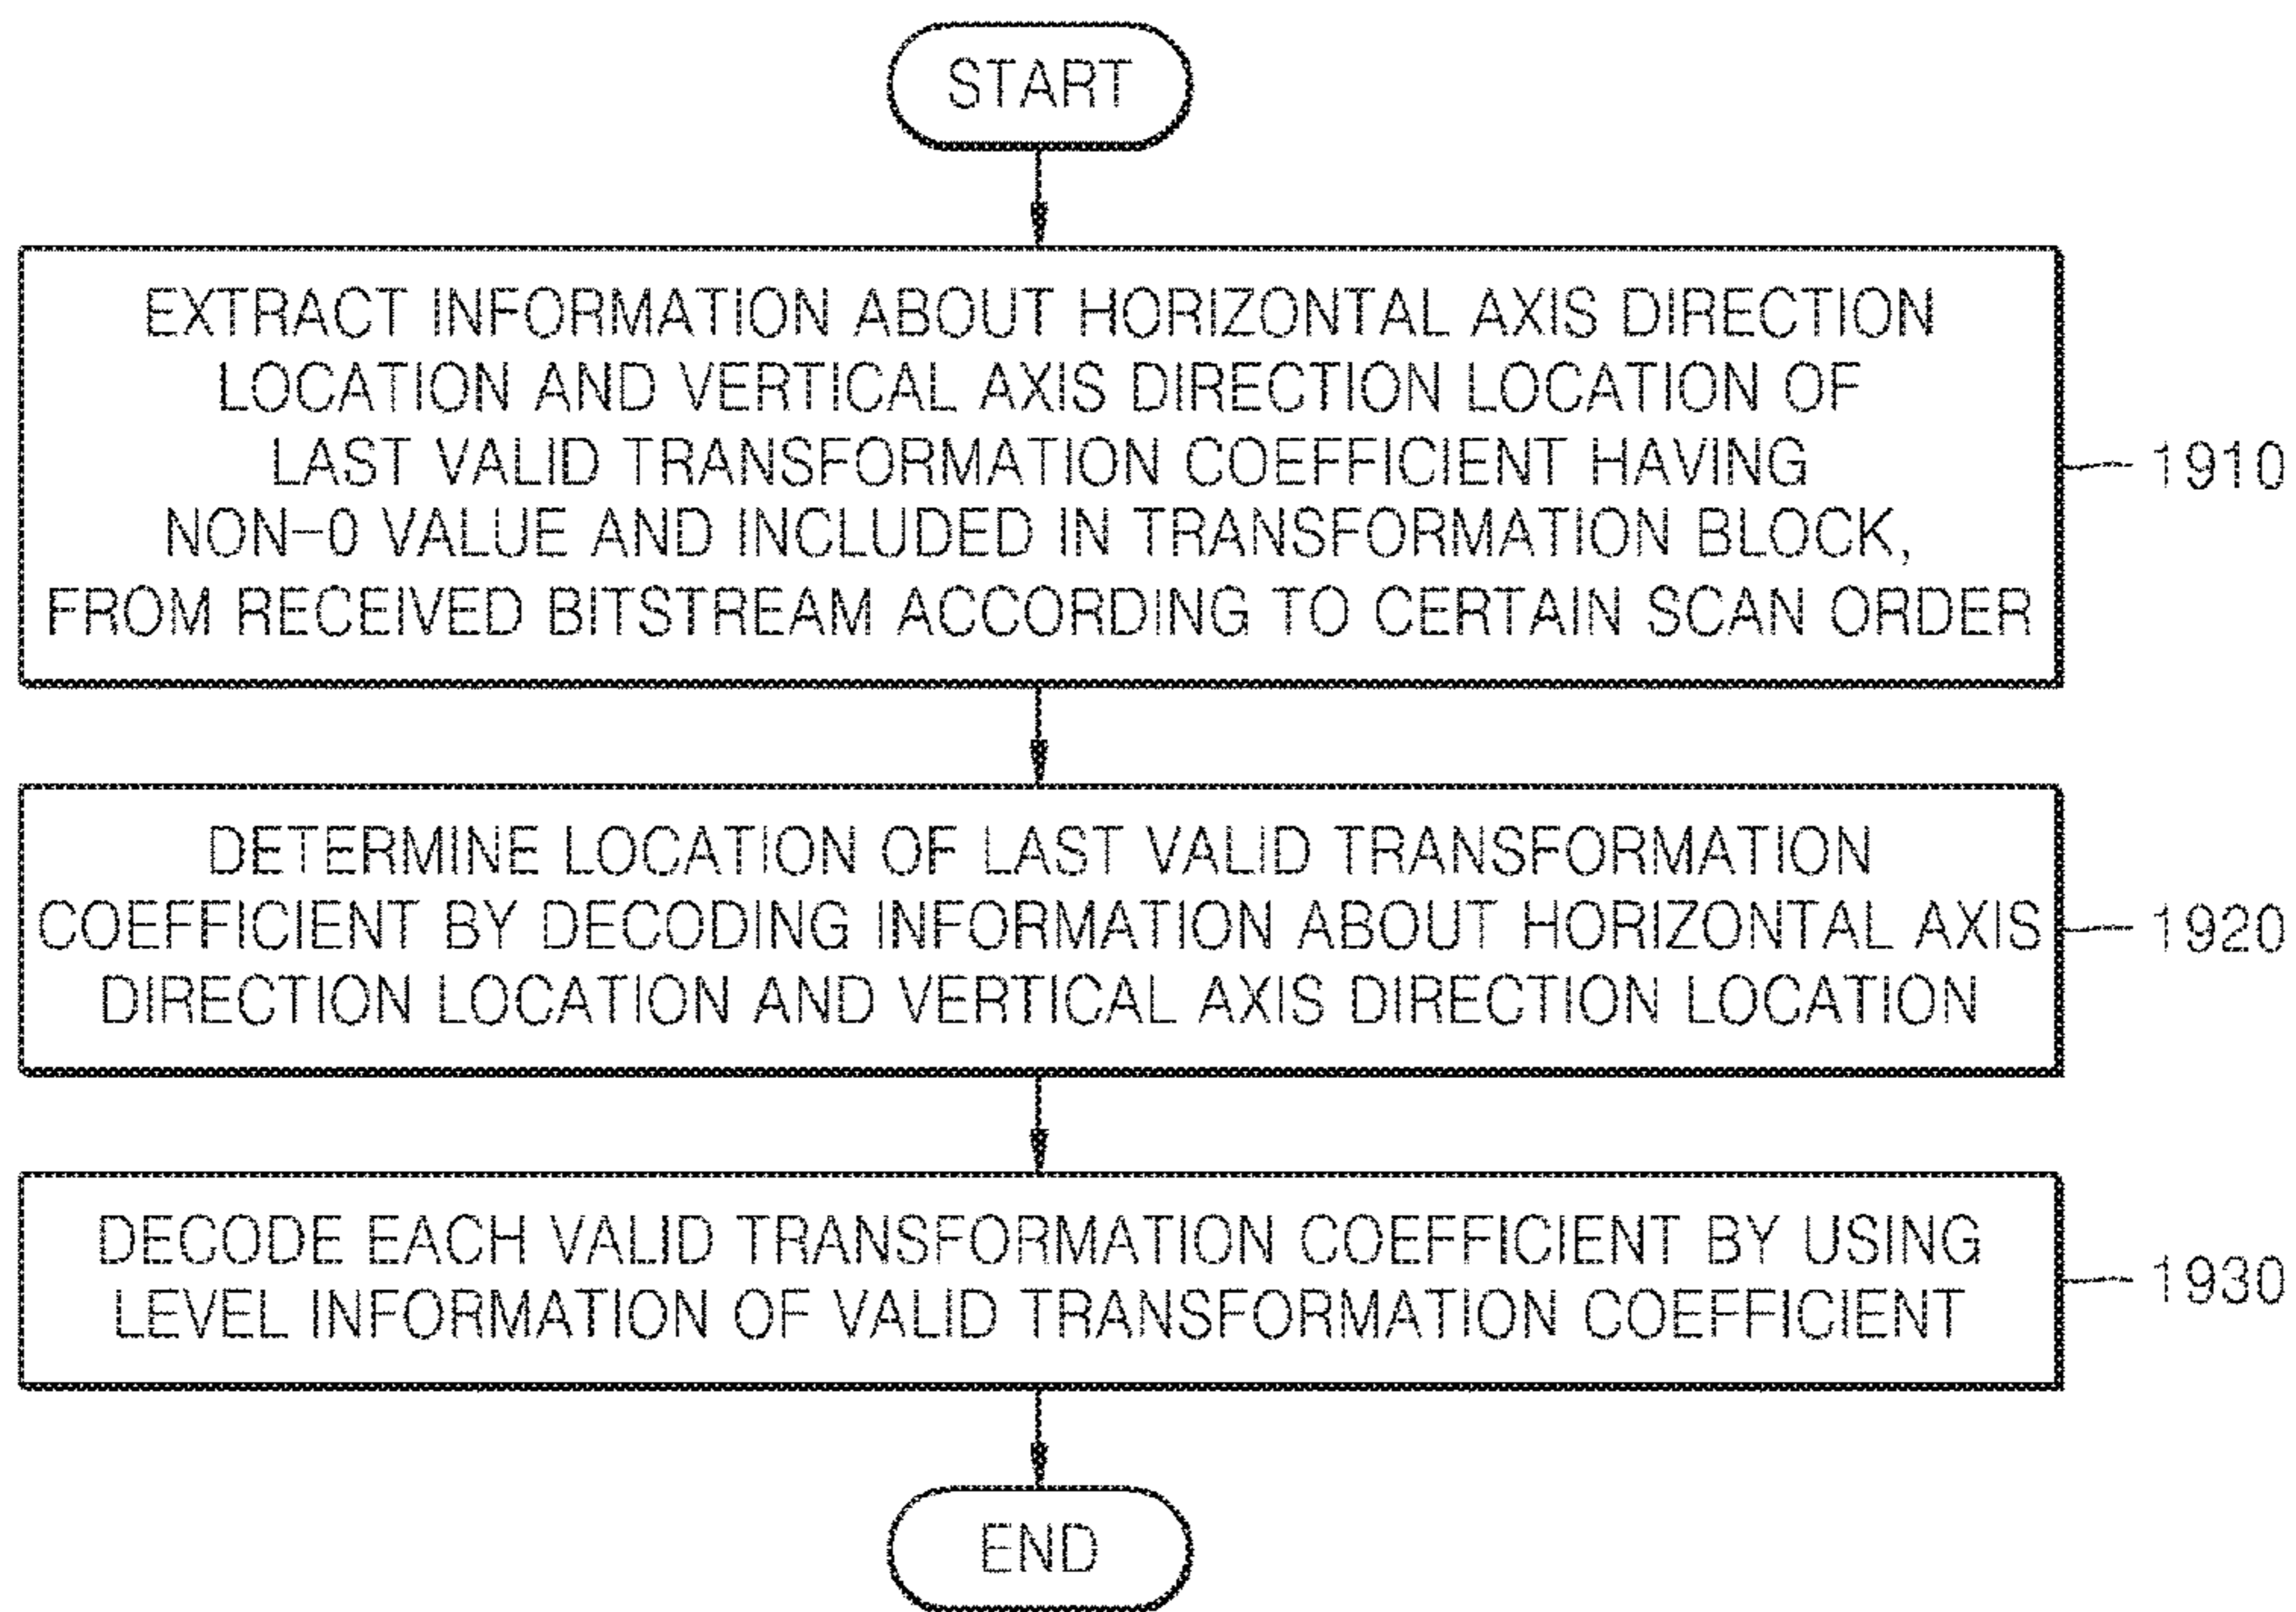 START
EXTRACT INFORMATION ABOUT HORIZONTAL AXIS DIRECTION
LOCATION AND VERTICAL AXIS DIRECTION LOCATION OF
LAST VALID TRANSFORMATION COEFFICIENT HAVING
NON-0 VALUE AND INCLUDED IN TRANSFORMATION BLOCK,
FROM RECEIVED BITSTREAM ACCORDING TO CERTAIN SCAN ORDER
1910
DETERMINE LOCATION OF LAST VALID TRANSFORMATION
COEFFICIENT BY DECODING INFORMATION ABOUT HORIZONTAL AXIS
DIRECTION LOCATION AND VERTICAL AXIS DIRECTION LOCATION
1920
DECODE EACH VALID TRANSFORMATION COEFFICIENT BY USING
LEVEL INFORMATION OF VALID TRANSFORMATION COEFFICIENT
1930
END